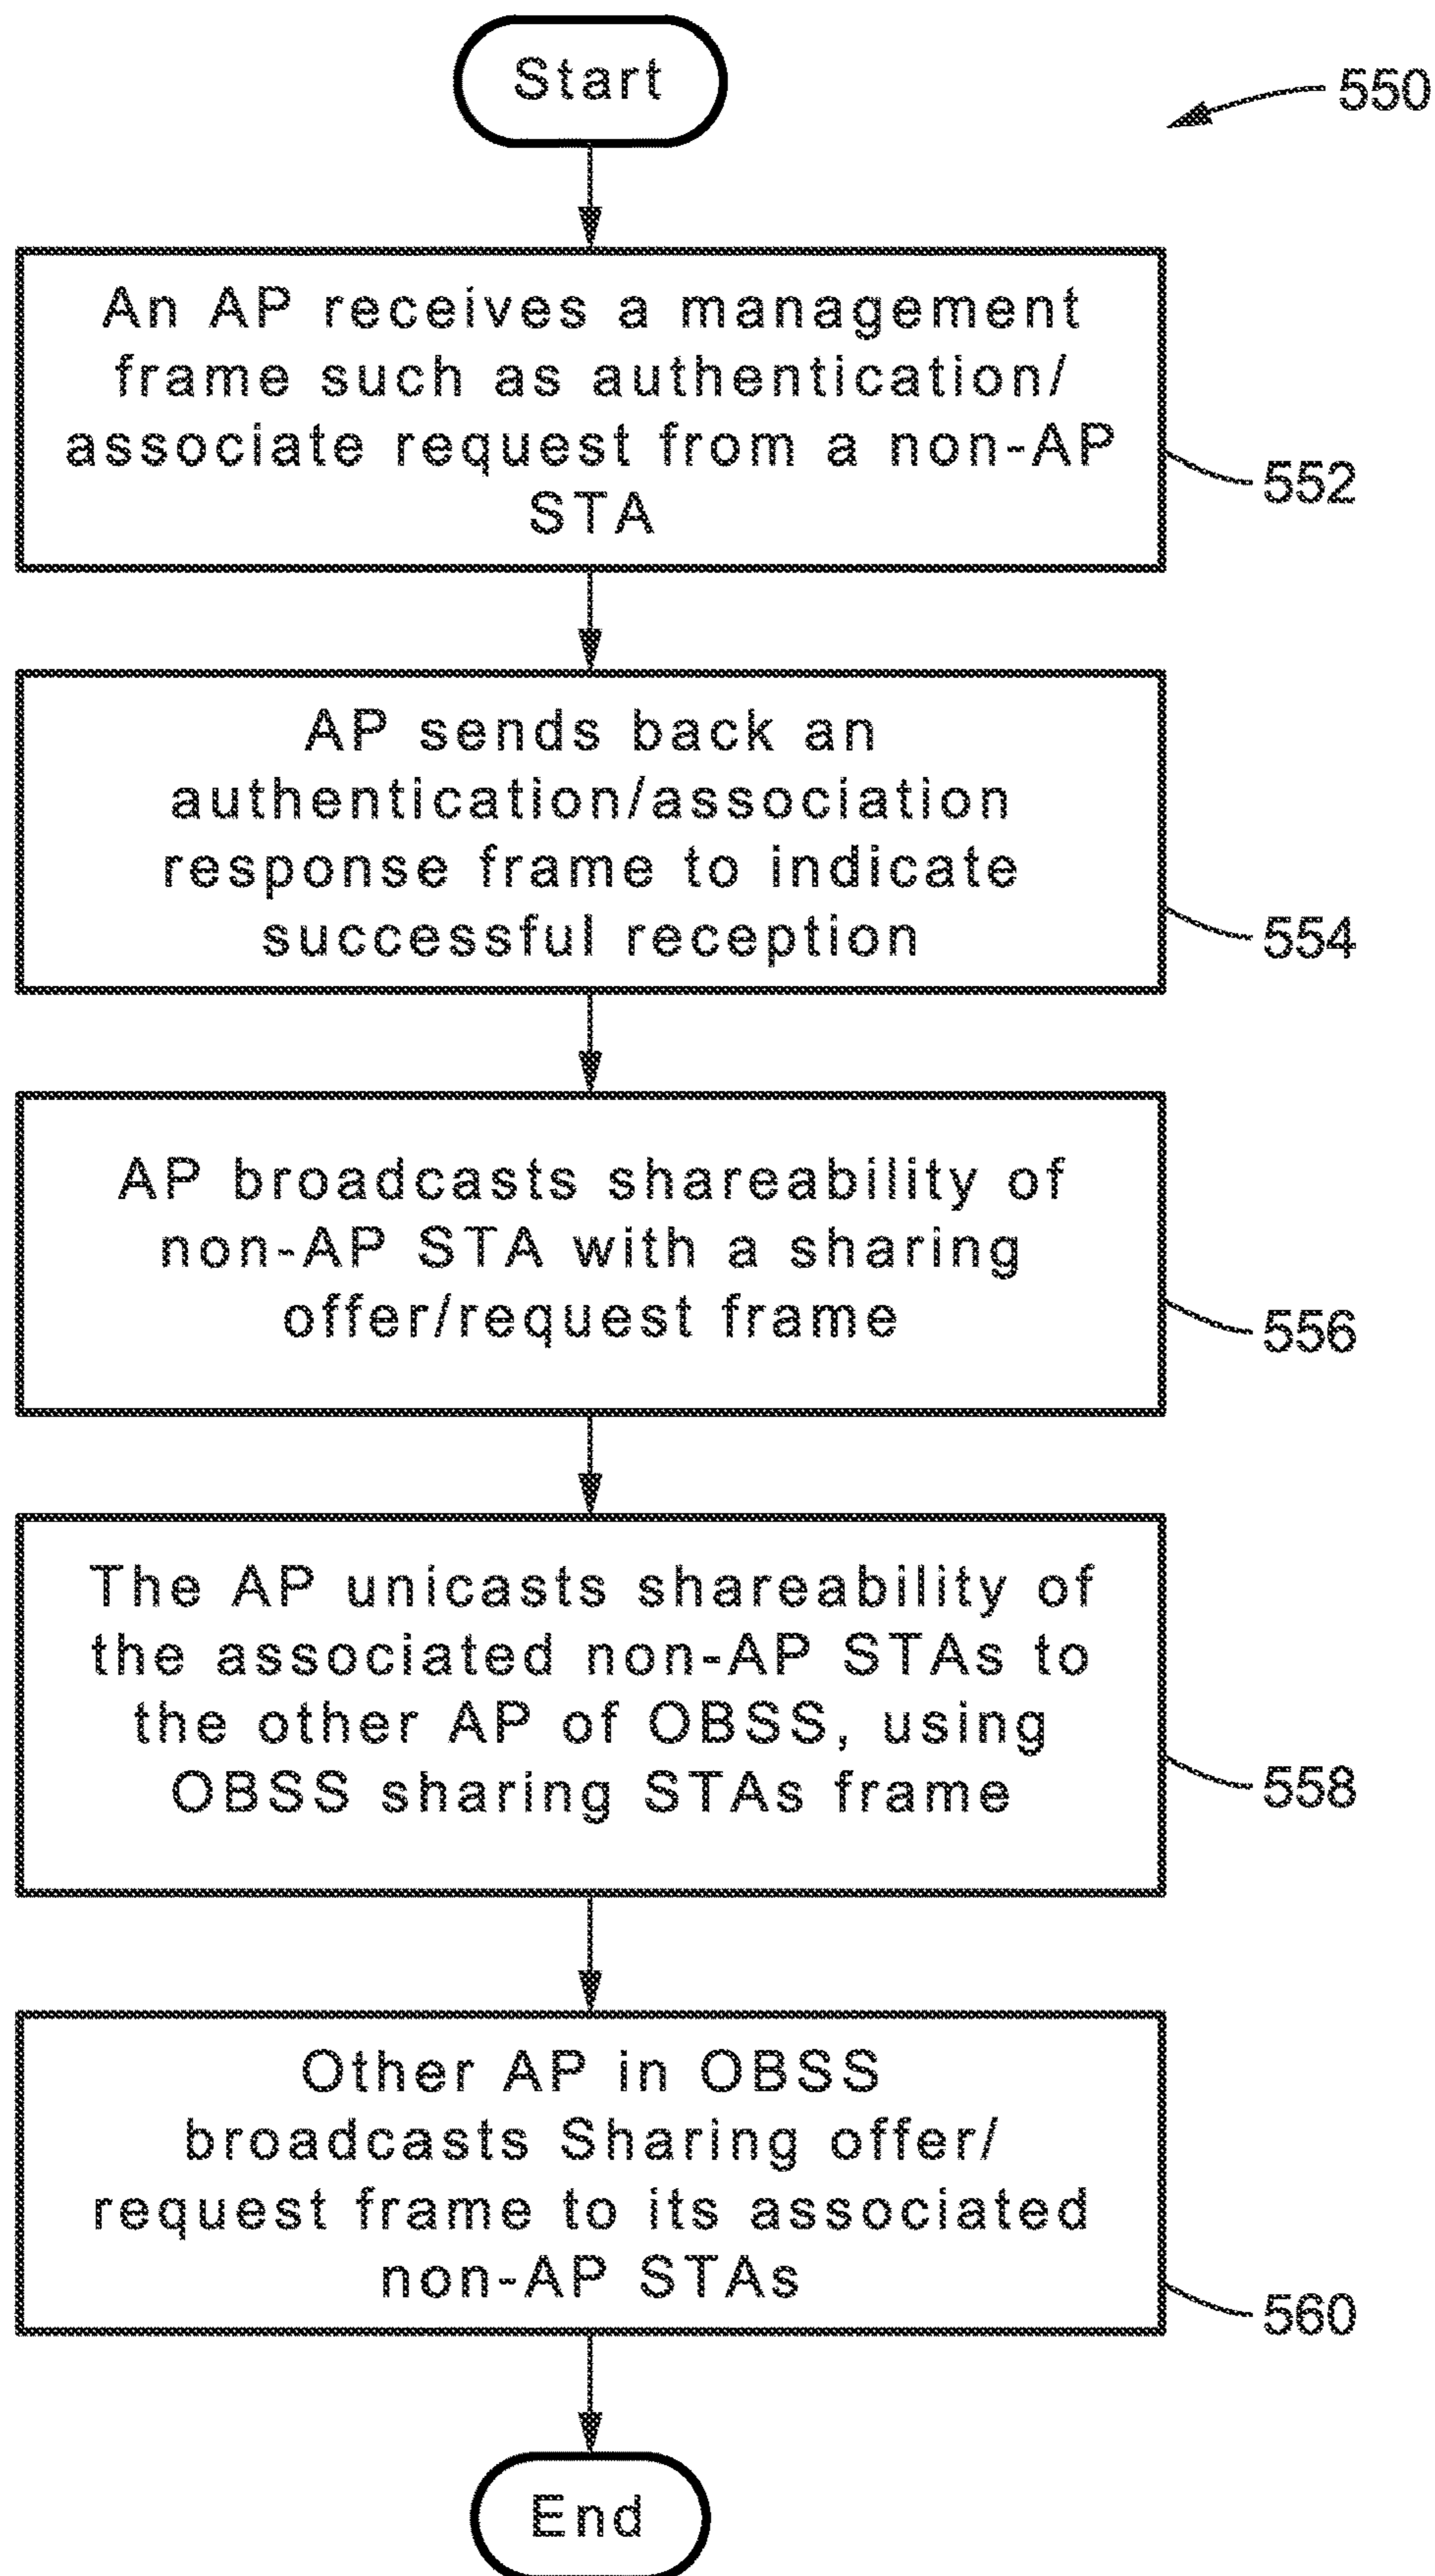 Start
550
An AP receives a management
frame such as authentication/
associate request from a non-AP
STA
552
AP sends back an
authentication/association
response frame to indicate
successful reception
554
AP broadcasts shareability of
non-AP STA with a sharing
offer/request frame
556
The AP unicasts shareability of
the associated non-AP STAs to
the other AP of OBSS, using
OBSS sharing STAs frame
558
Other AP in OBSS
broadcasts Sharing offer/
request frame to its associated
non-AP STAs
560
End